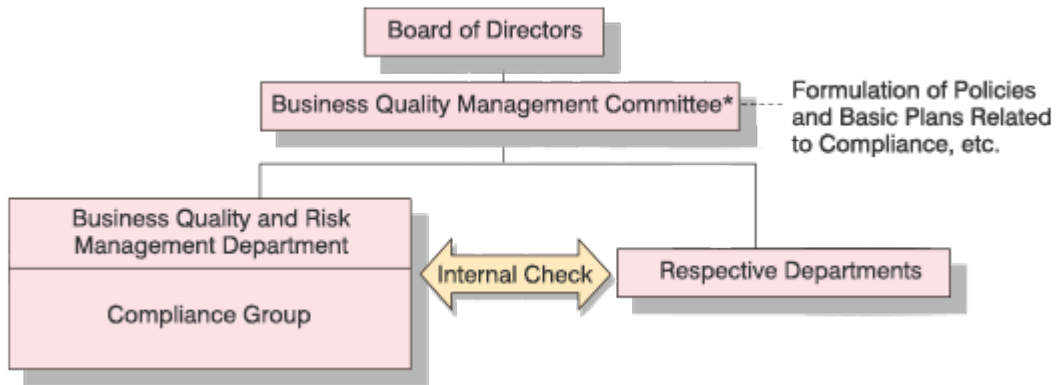 Board of Directors
Business Quality Management Committee*
Formulation of Policies
and Basic Plans Related
to Compliance, etc.
Business Quality and Risk
Management Department
Compliance Group
Internal Check
Respective Departments